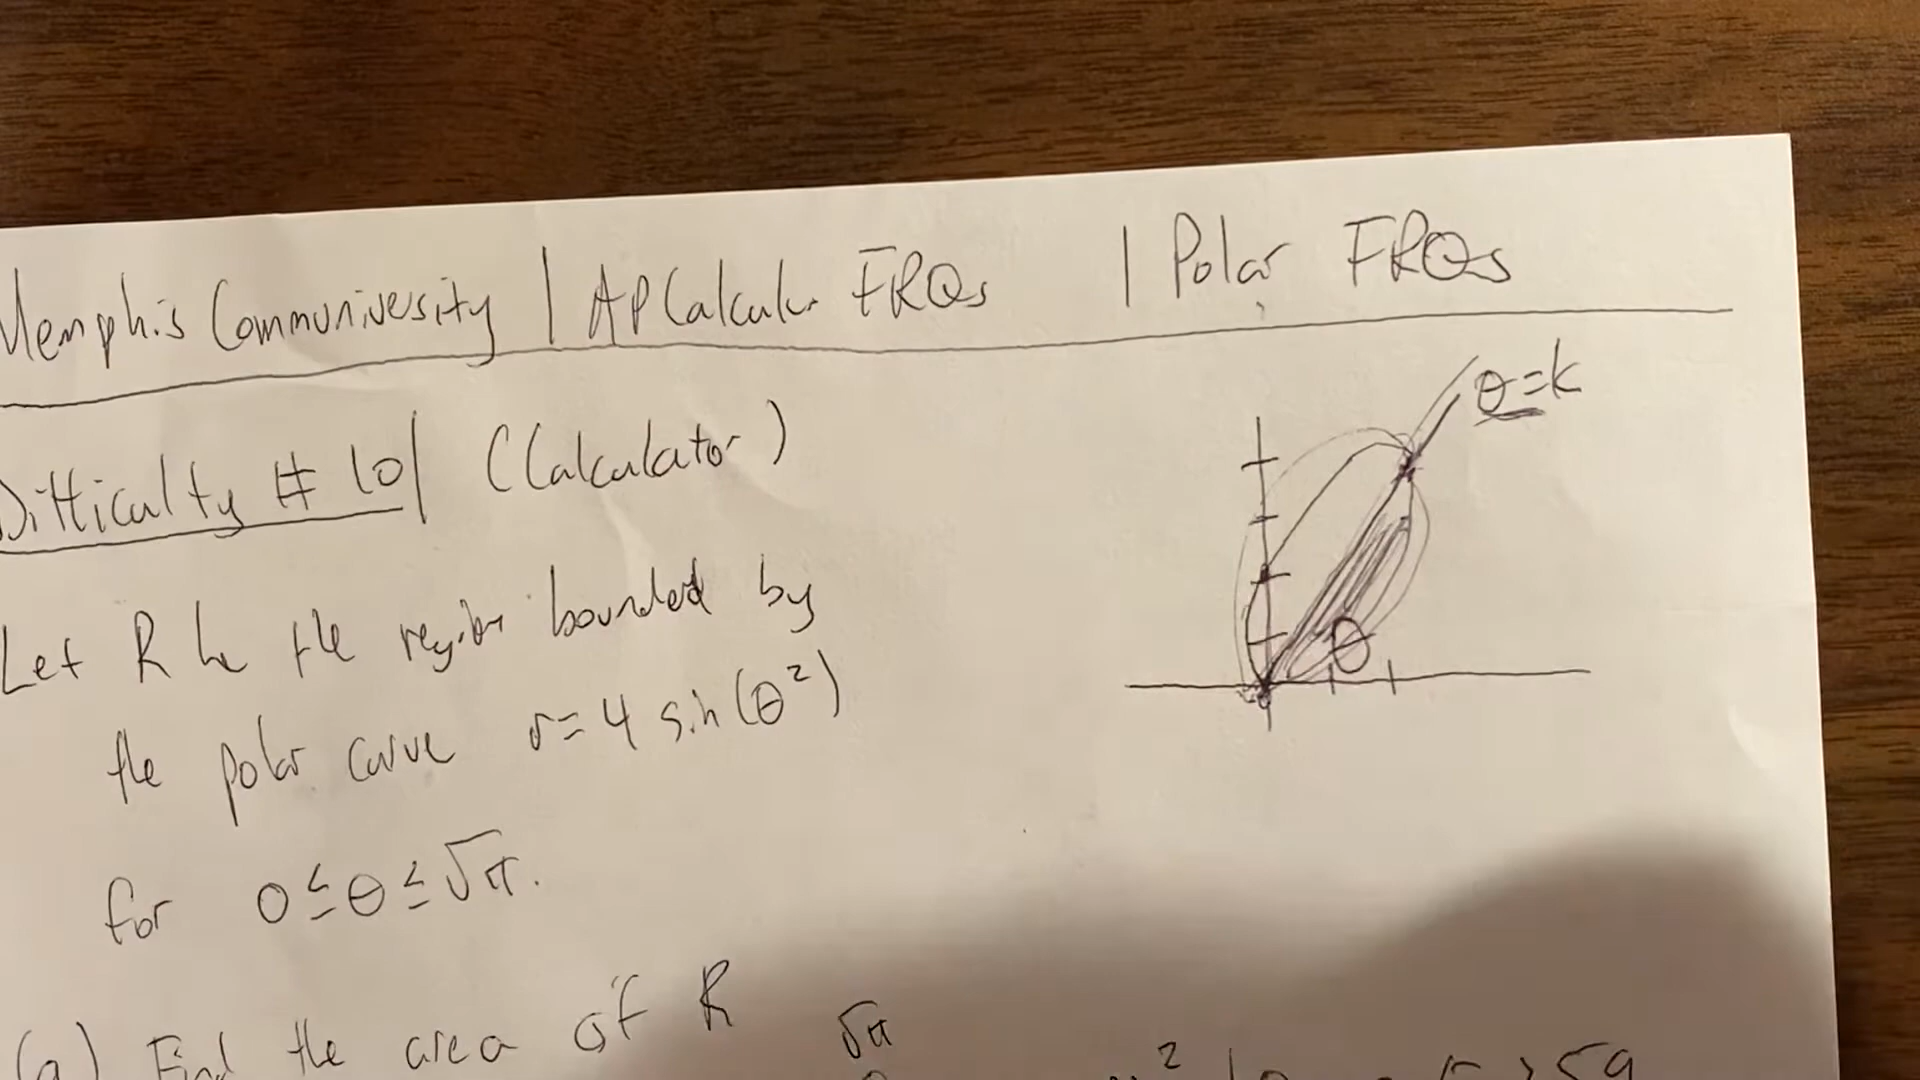 Memphis Communiversity | AP Calculus FRQs | Polar FRQs
Difficulty # 10 | (Calculator)
θ=k
θ
Let R be the region bounded by
the polar curve r = 4 sin(θ²)
for 0 ≤ θ ≤ √π.
(a) Find the area of R
√π
2